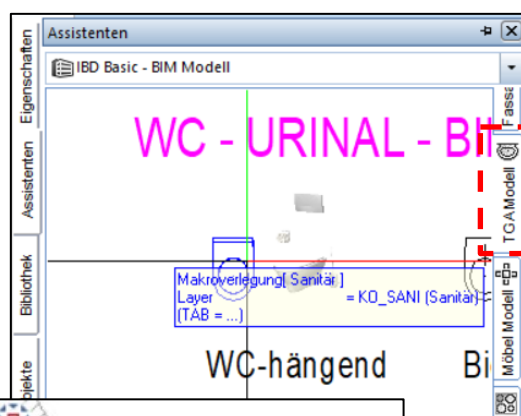 Assistenten
IBD Basic - BIM Modell
Eigenschaften
Assistenten
Bibliothek
WC - URINAL - BI
Makroverlegung[ Sanitär ]
Layer = KO_SANI (Sanitär)
(TAB = ...)
WC-hängend Bi
Fassa
TGA Modell
Möbel Modell